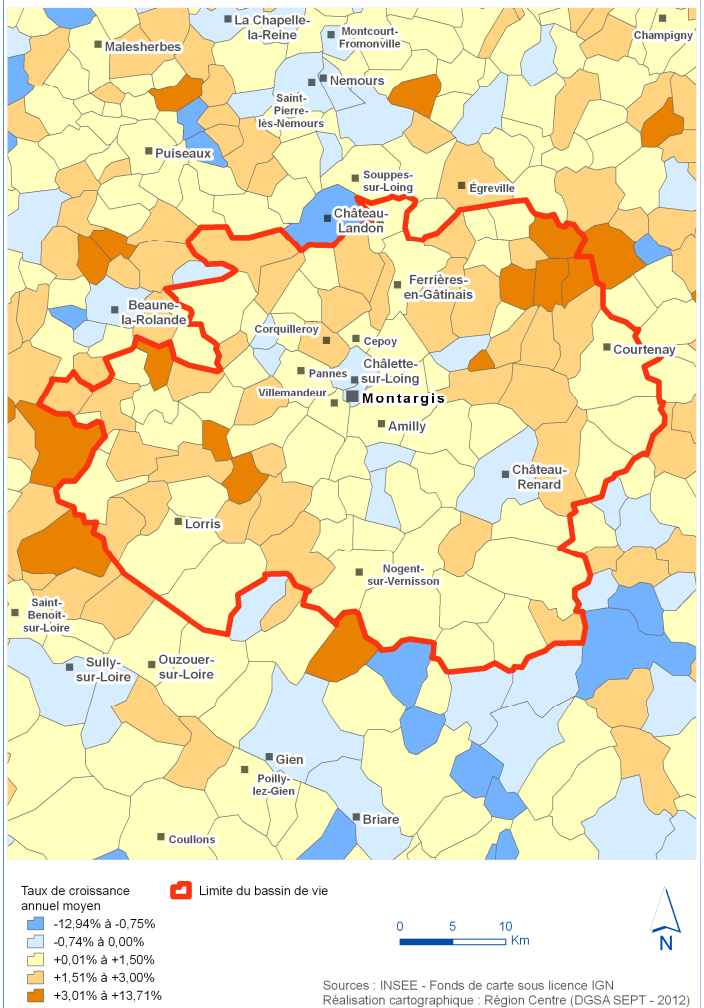 La Chapelle-
la-Reine
Montcourt-
Fromonville
Champigny
Malesherbes
Nemours
Saint-
Pierre-
lès-Nemours
Puiseaux
Souppes-
sur-Loing
Égreville
Château-
Landon
Ferrières-
en-Gâtinais
Beaune-
la-Rolande
Corquilleroy
Cepoy
Courtenay
Châlette-
sur-Loing
Pannes
Villemandeur
Montargis
Amilly
Château-
Renard
Lorris
Nogent-
sur-Vernisson
Saint-
Benoît-
sur-Loire
Sully-
sur-Loire
Ouzouer-
sur-Loire
Gien
Poilly-
lez-Gien
Briare
Coullons
Taux de croissance
annuel moyen
-12,94% à -0,75%
-0,74% à 0,00%
+0,01% à +1,50%
+1,51% à +3,00%
+3,01% à +13,71%
Limite du bassin de vie
0 5 10
Km
N
Sources : INSEE - Fonds de carte sous licence IGN
Réalisation cartographique : Région Centre (DGSA SEPT - 2012)